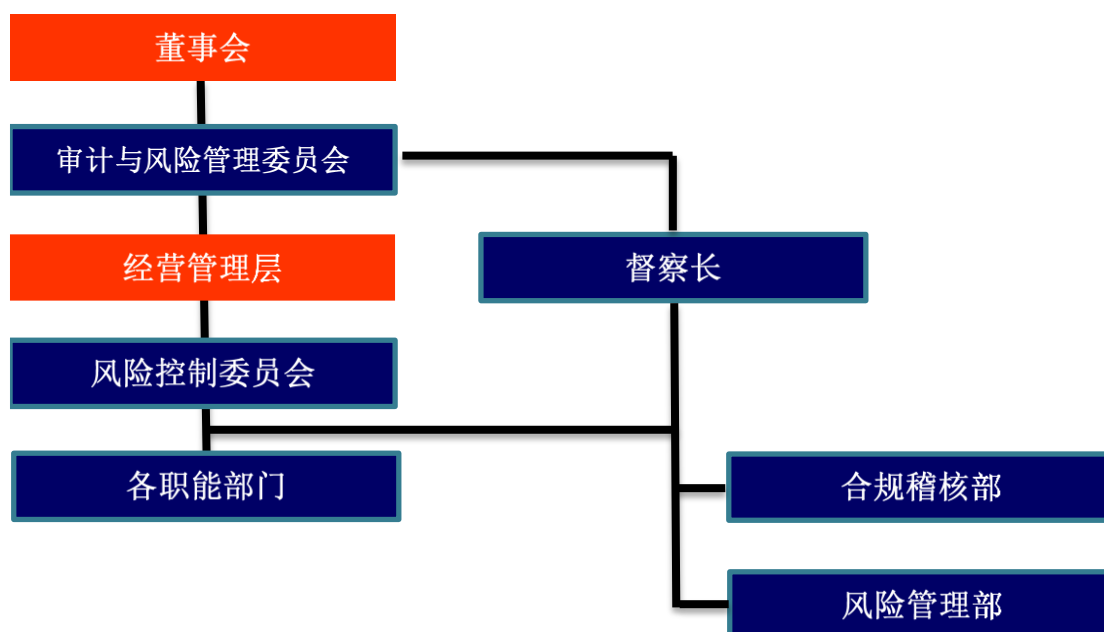 董事会
审计与风险管理委员会
经营管理层
督察长
风险控制委员会
各职能部门
合规稽核部
风险管理部